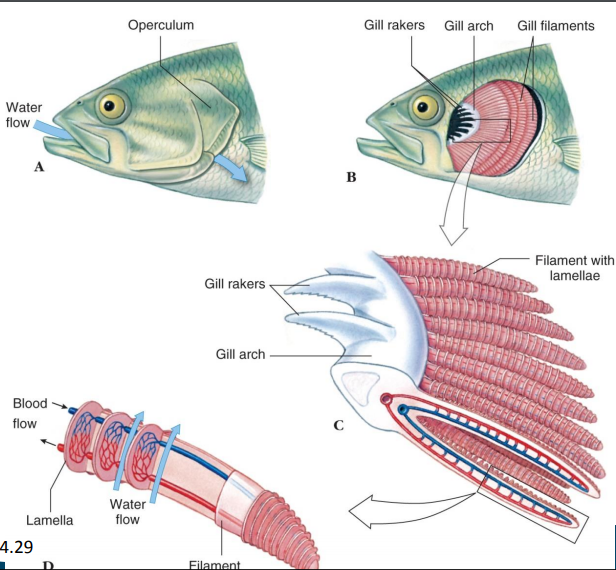 Operculum
Water
flow
A
Gill rakers
Gill arch
Gill filaments
B
Filament with
lamellae
Gill rakers
Gill arch
C
Blood
flow
Lamella
Water
flow
Filament
D
4.29